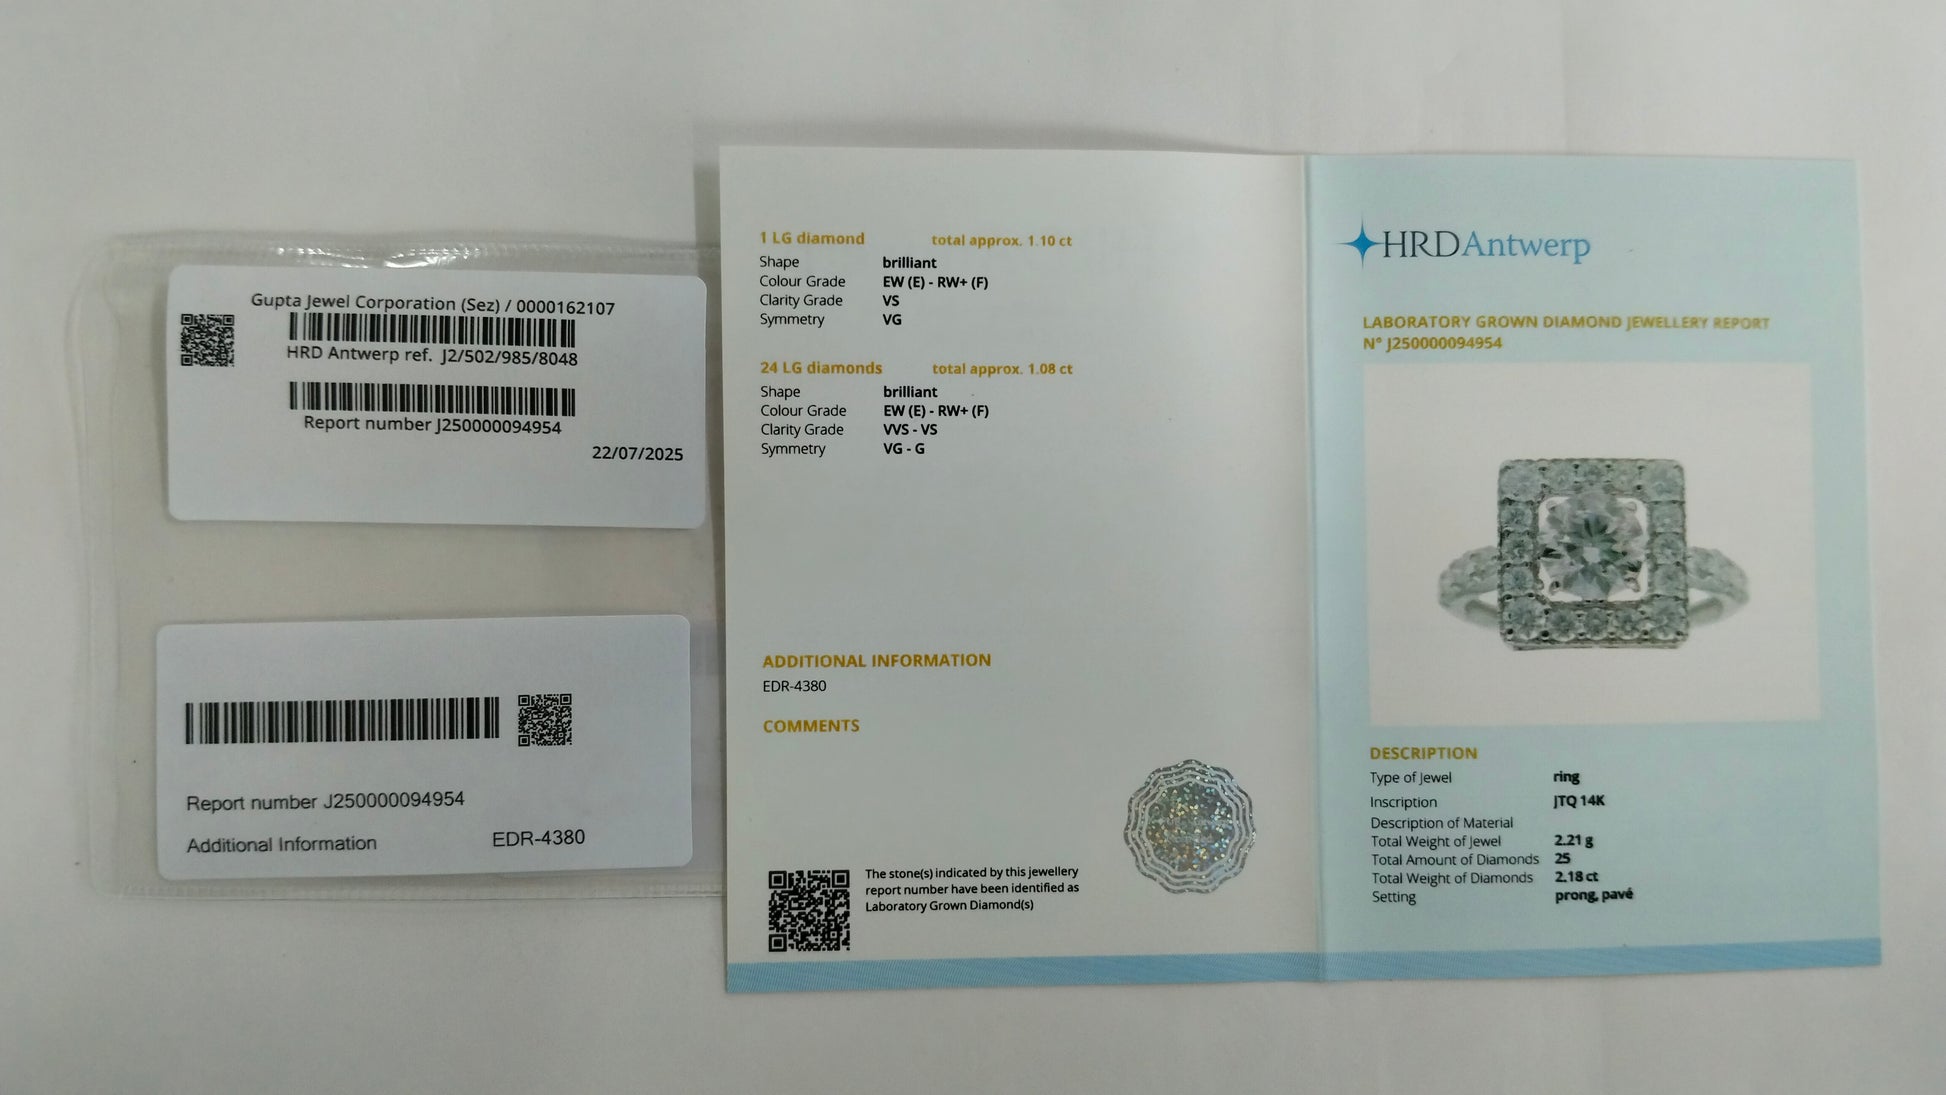 Gupta Jewel Corporation (Sez) / 0000162107
HRD Antwerp ref. J2/502/985/8048
Report number J250000094954
22/07/2025
Report number J250000094954
Additional Information EDR-4380
1 LG diamond total approx. 1.10 ct
Shape brilliant
Colour Grade EW (E) - RW+ (F)
Clarity Grade VS
Symmetry VG
24 LG diamonds total approx. 1.08 ct
Shape brilliant
Colour Grade EW (E) - RW+ (F)
Clarity Grade VVS - VS
Symmetry VG - G
ADDITIONAL INFORMATION
EDR-4380
COMMENTS
The stone(s) indicated by this jewellery
report number have been identified as
Laboratory Grown Diamond(s)
HRD Antwerp
LABORATORY GROWN DIAMOND JEWELLERY REPORT
N° J250000094954
DESCRIPTION
Type of Jewel ring
Inscription JTQ 14K
Description of Material
Total Weight of Jewel 2.21 g
Total Amount of Diamonds 25
Total Weight of Diamonds 2.18 ct
Setting prong, pavé